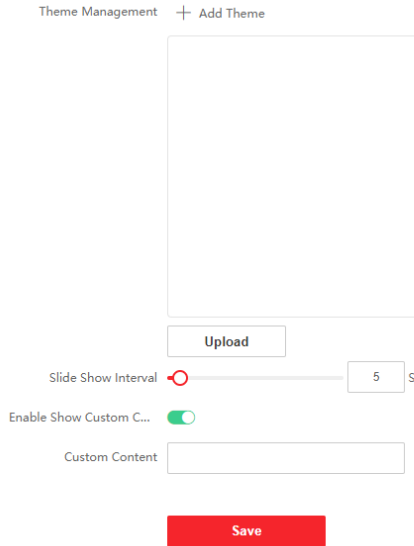 Theme Management + Add Theme
Upload
Slide Show Interval 5 S
Enable Show Custom C...
Custom Content
Save